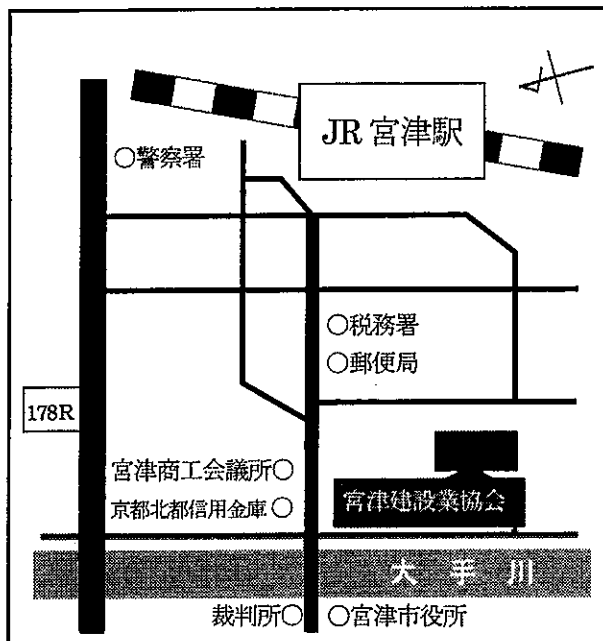 JR 宮津駅
○警察署
○税務署
○郵便局
178R
宮津商工会議所○
京都北都信用金庫○
宮津建設業協会
大手川
裁判所○
○宮津市役所